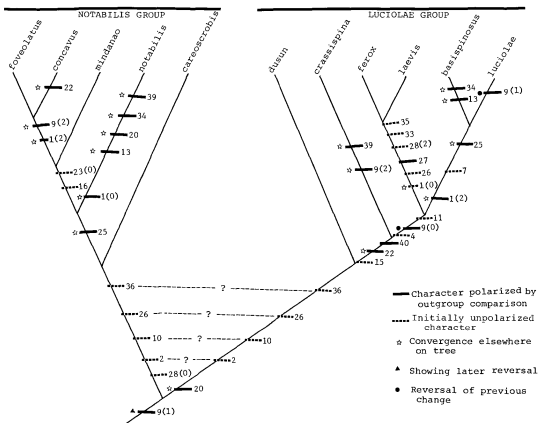 NOTABILIS GROUP
LUCIOLAE GROUP
foveolatus
concavus
mindanao
notabilis
careoscrobis
dusun
crassispina
ferox
laevis
basispinosus
luciolae
22
9(2)
1(2)
23(0)
16
25
39
34
20
13
1(0)
36
26
10
2
28(0)
9(1)
20
2
10
26
36
?
?
?
?
15
22
40
4
9(0)
11
39
9(2)
35
33
28(2)
27
26
1(0)
34
13
9(1)
25
7
1(2)
Character polarized by
outgroup comparison
Initially unpolarized
character
Convergence elsewhere
on tree
Showing later reversal
Reversal of previous
change